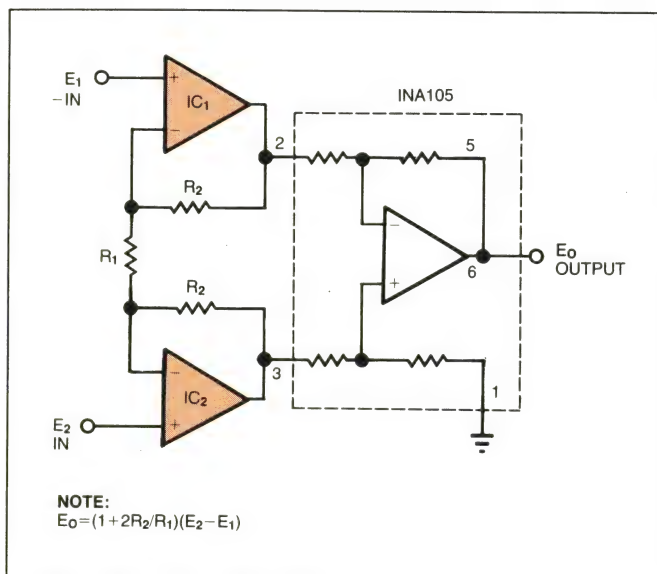 E₁
-IN
IC₁
INA105
2
5
R₂
R₁
R₂
E₀
OUTPUT
6
3
IC₂
1
E₂
IN
NOTE:
E₀=(1+2R₂/R₁)(E₂-E₁)